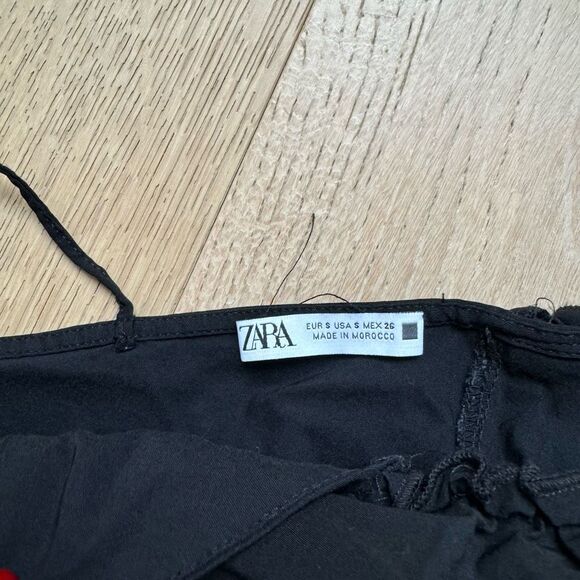 ZARA
EUR S USA S MEX 26
MADE IN MOROCCO